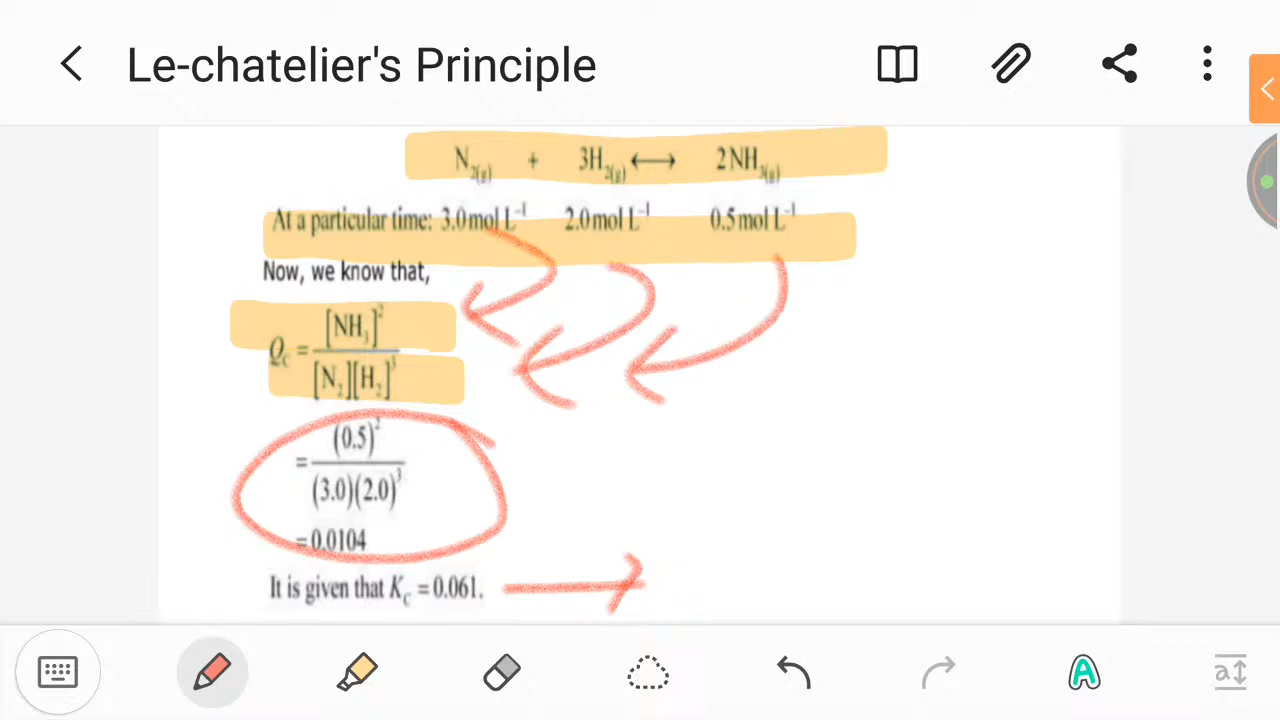 Le-chatelier's Principle
N₂(g) + 3H₂(g) ⟷ 2NH₃(g)
At a particular time: 3.0 mol L⁻¹ 2.0 mol L⁻¹ 0.5 mol L⁻¹
Now, we know that,
Q_C = [NH₃]² / [N₂][H₂]³
= (0.5)² / (3.0)(2.0)³
= 0.0104
It is given that K_C = 0.061.
A
a